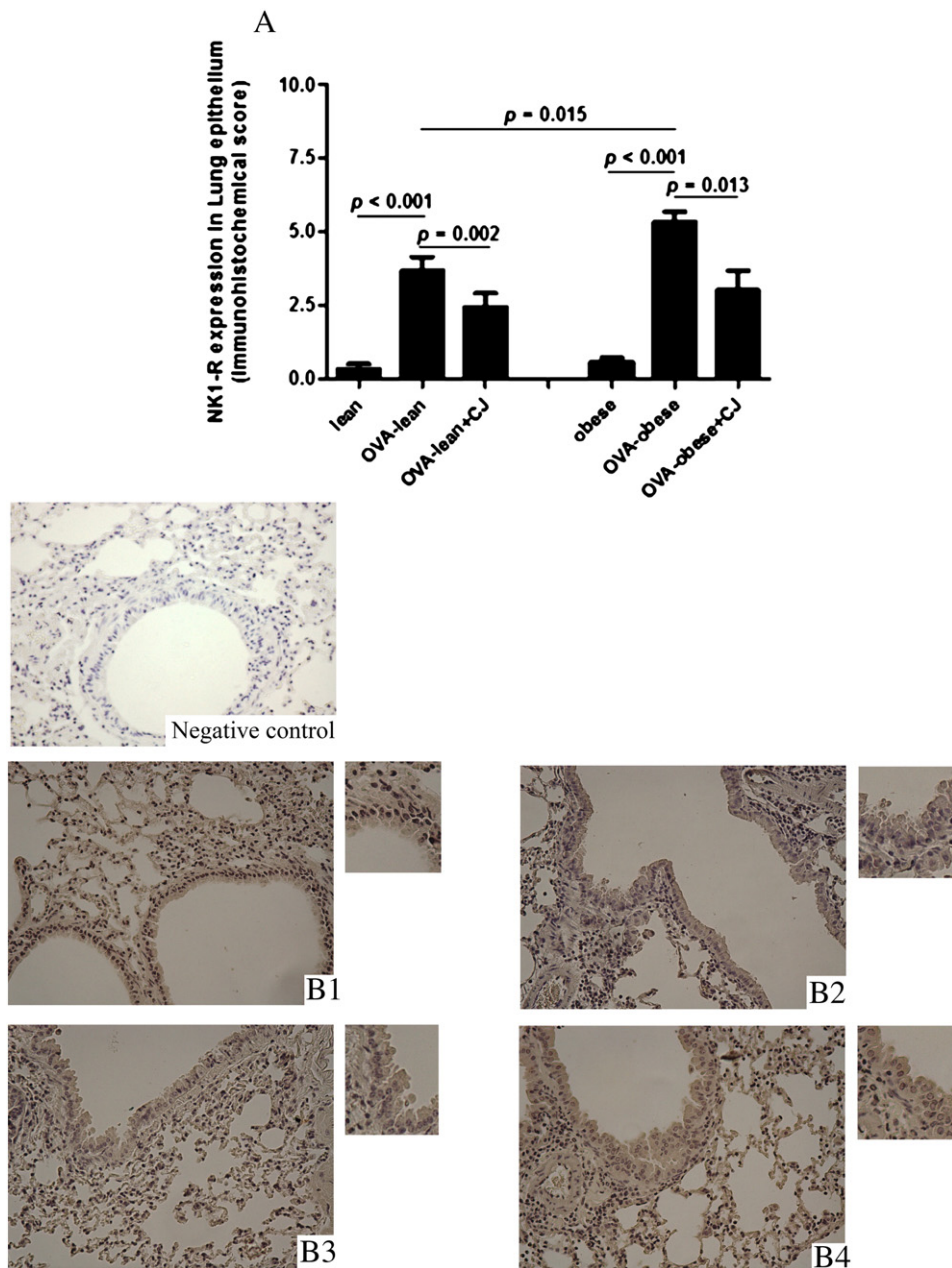 A
NK1-R expression in Lung epithelium
(Immunohistochemical score)
10.0
7.5
5.0
2.5
0.0
p = 0.015
p < 0.001
p = 0.013
p < 0.001
p = 0.002
lean
OVA-lean
OVA-lean+CJ
obese
OVA-obese
OVA-obese+CJ
Negative control
B1
B2
B3
B4